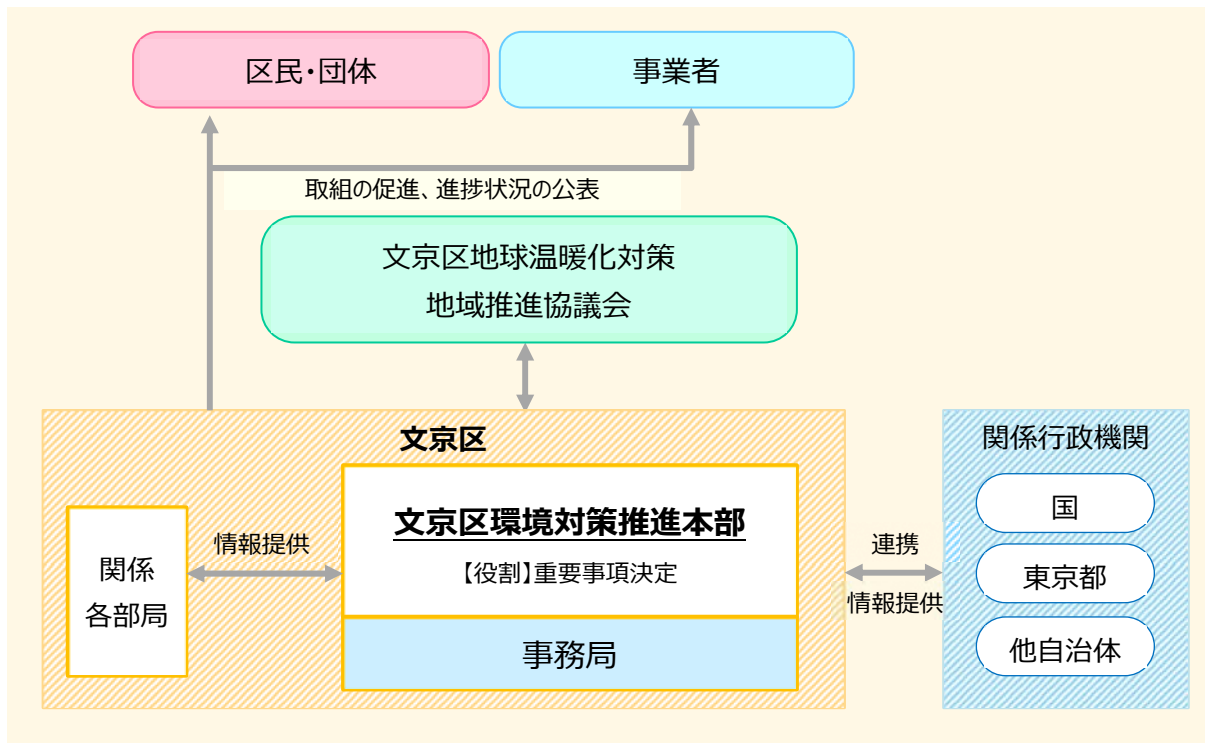 区民・団体
事業者
取組の促進、進捗状況の公表
文京区地球温暖化対策
地域推進協議会
文京区
関係行政機関
文京区環境対策推進本部
【役割】重要事項決定
事務局
関係
各部局
情報提供
連携
情報提供
国
東京都
他自治体